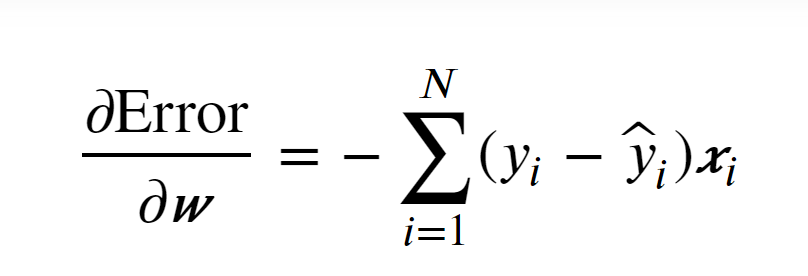 ∂Error/∂𝒘 = − ∑_{i=1}^{N} (y_i − ŷ_i)𝒙_i